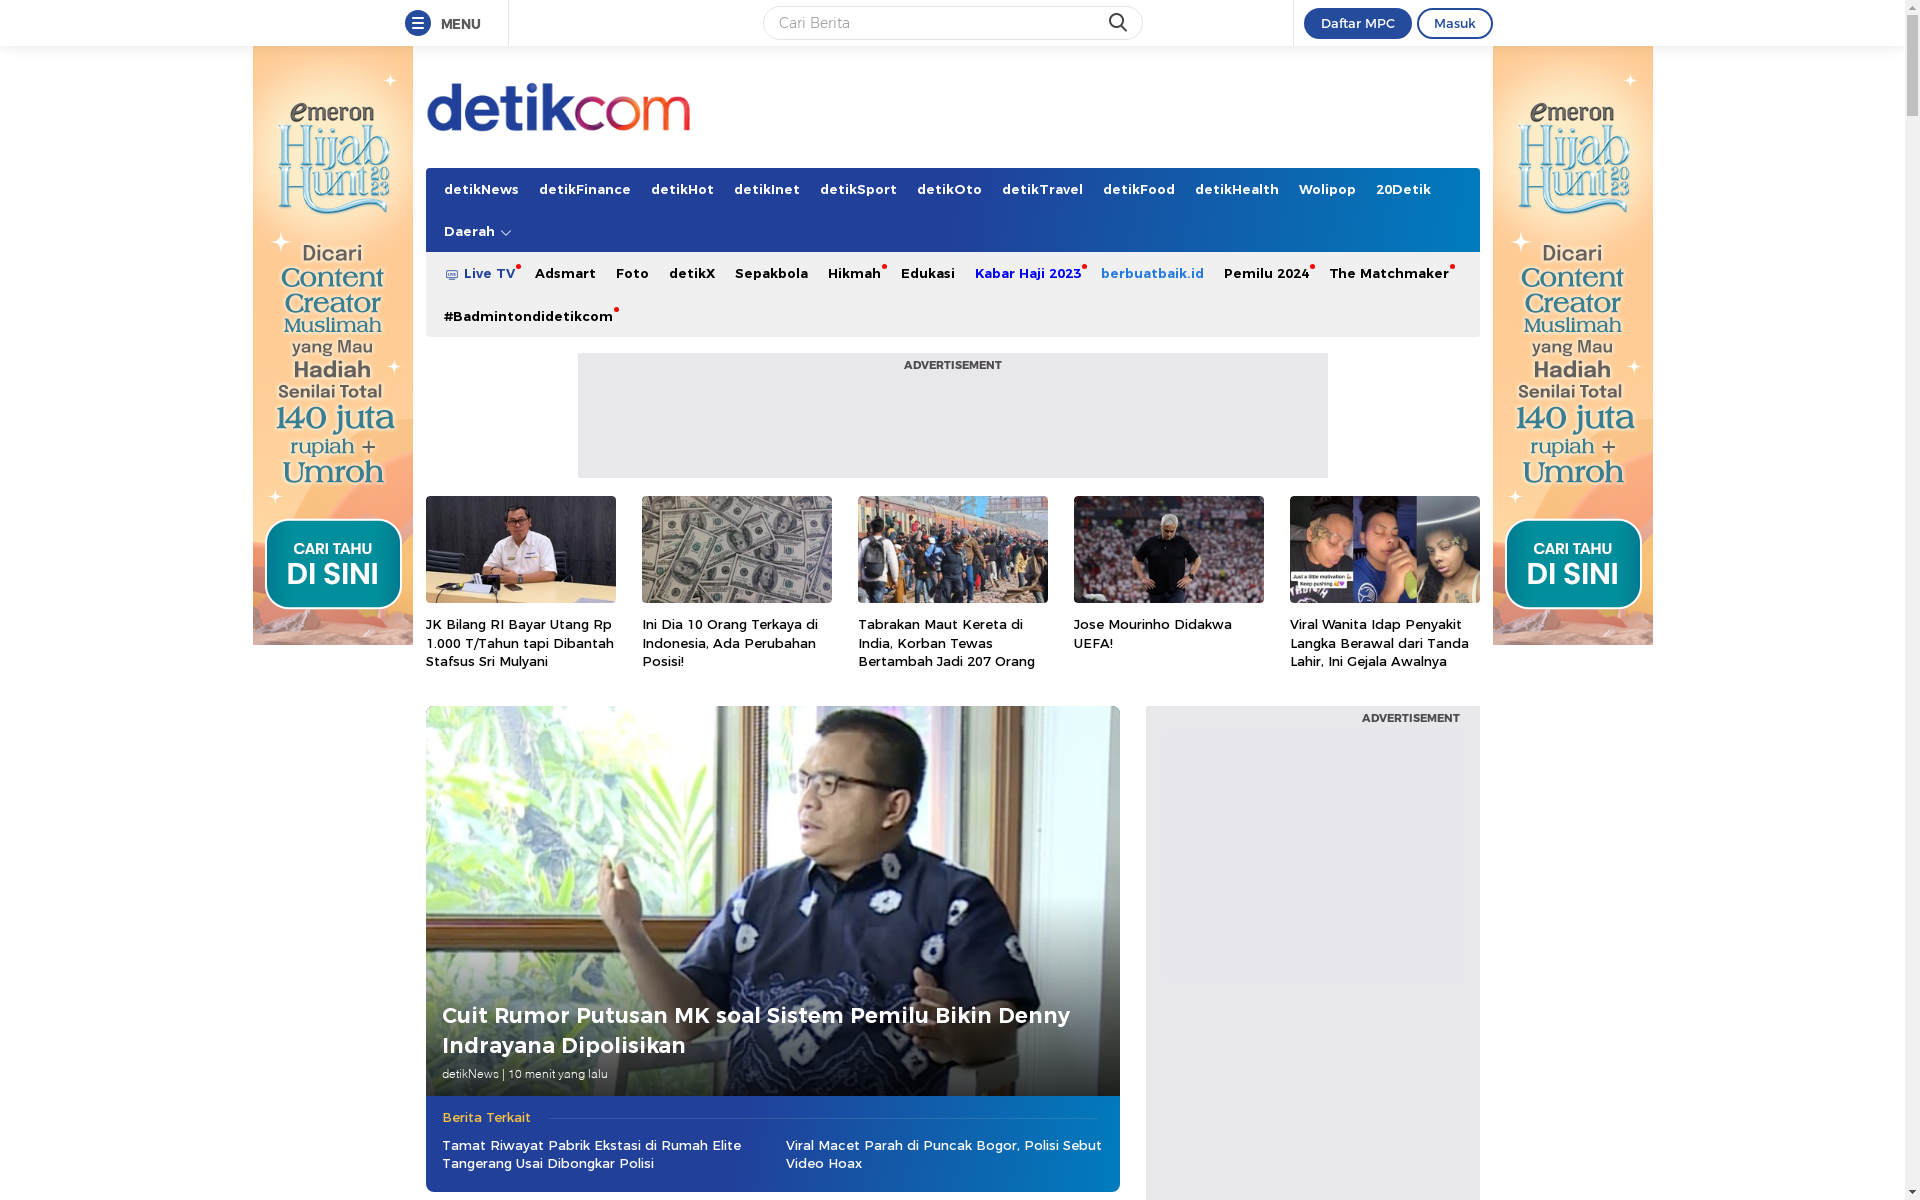 MENU
Cari Berita
Daftar MPC
Masuk
emeron
Hijab
Hunt
2023
Dicari
Content
Creator
Muslimah
yang Mau
Hadiah
Senilai Total
140 juta
rupiah +
Umroh
CARI TAHU
DI SINI
detikcom
detikNews detikFinance detikHot detikInet detikSport detikOto detikTravel detikFood detikHealth Wolipop 20Detik
Daerah
Live TV Adsmart Foto detikX Sepakbola Hikmah Edukasi Kabar Haji 2023 berbuatbaik.id Pemilu 2024 The Matchmaker
#Badmintondidetikcom
ADVERTISEMENT
emeron
Hijab
Hunt
2023
Dicari
Content
Creator
Muslimah
yang Mau
Hadiah
Senilai Total
140 juta
rupiah +
Umroh
CARI TAHU
DI SINI
JK Bilang RI Bayar Utang Rp
1.000 T/Tahun tapi Dibantah
Stafsus Sri Mulyani
Ini Dia 10 Orang Terkaya di
Indonesia, Ada Perubahan
Posisi!
Tabrakan Maut Kereta di
India, Korban Tewas
Bertambah Jadi 207 Orang
Jose Mourinho Didakwa
UEFA!
Just a little motivation
Keep pushing
Viral Wanita Idap Penyakit
Langka Berawal dari Tanda
Lahir, Ini Gejala Awalnya
Cuit Rumor Putusan MK soal Sistem Pemilu Bikin Denny
Indrayana Dipolisikan
detikNews | 10 menit yang lalu
Berita Terkait
Tamat Riwayat Pabrik Ekstasi di Rumah Elite
Tangerang Usai Dibongkar Polisi
Viral Macet Parah di Puncak Bogor, Polisi Sebut
Video Hoax
ADVERTISEMENT